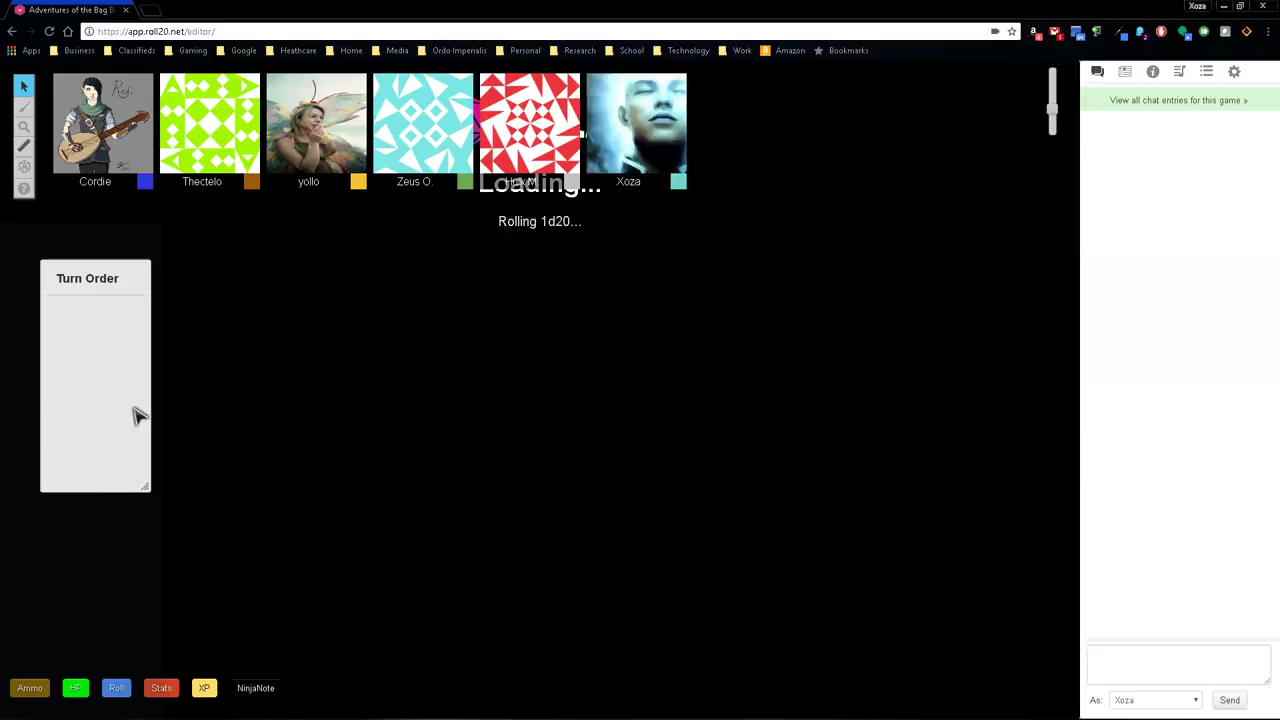 Adventures of the Bag B
Xoza
https://app.roll20.net/editor/
Apps Business Classifieds Gaming Google Heathcare Home Media Ordo Imperialis Personal Research School Technology Work Amazon Bookmarks
View all chat entries for this game »
Cordie
Thectelo
yollo
Zeus O.
Xoza
Loading...
Rolling 1d20...
Turn Order
Ammo HP Roll Stats XP NinjaNote
As: Xoza Send